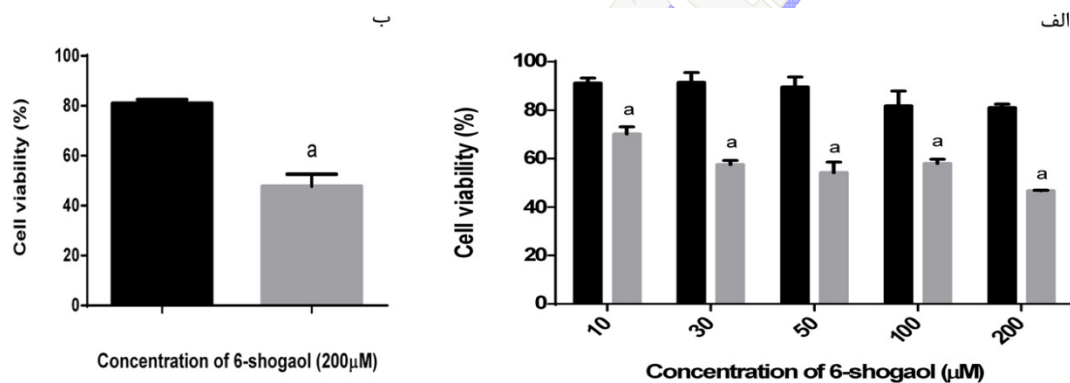 ب
100
80
60
40
20
0
Cell viability (%)
a
Concentration of 6-shogaol (200μM)
الف
100
80
60
40
20
0
Cell viability (%)
a a a a a
10 30 50 100 200
Concentration of 6-shogaol (μM)